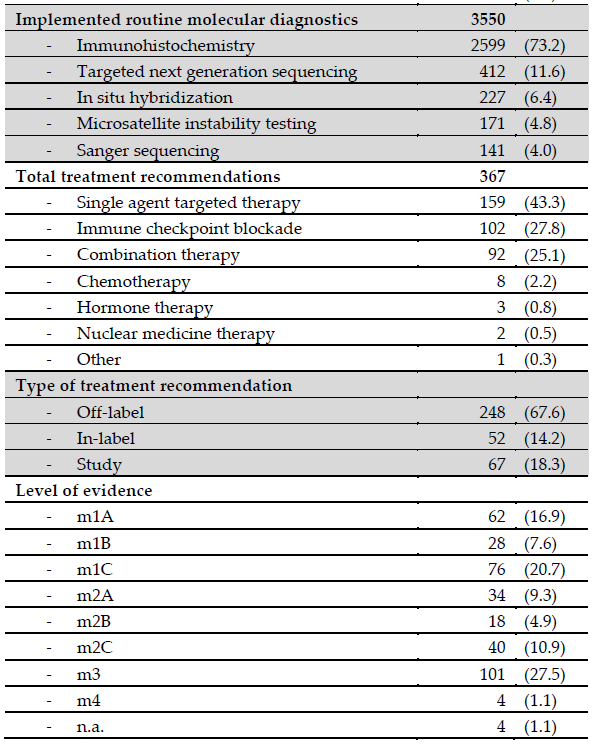 Implemented routine molecular diagnostics 3550
- Immunohistochemistry 2599 (73.2)
- Targeted next generation sequencing 412 (11.6)
- In situ hybridization 227 (6.4)
- Microsatellite instability testing 171 (4.8)
- Sanger sequencing 141 (4.0)
Total treatment recommendations 367
- Single agent targeted therapy 159 (43.3)
- Immune checkpoint blockade 102 (27.8)
- Combination therapy 92 (25.1)
- Chemotherapy 8 (2.2)
- Hormone therapy 3 (0.8)
- Nuclear medicine therapy 2 (0.5)
- Other 1 (0.3)
Type of treatment recommendation
- Off-label 248 (67.6)
- In-label 52 (14.2)
- Study 67 (18.3)
Level of evidence
- m1A 62 (16.9)
- m1B 28 (7.6)
- m1C 76 (20.7)
- m2A 34 (9.3)
- m2B 18 (4.9)
- m2C 40 (10.9)
- m3 101 (27.5)
- m4 4 (1.1)
- n.a. 4 (1.1)